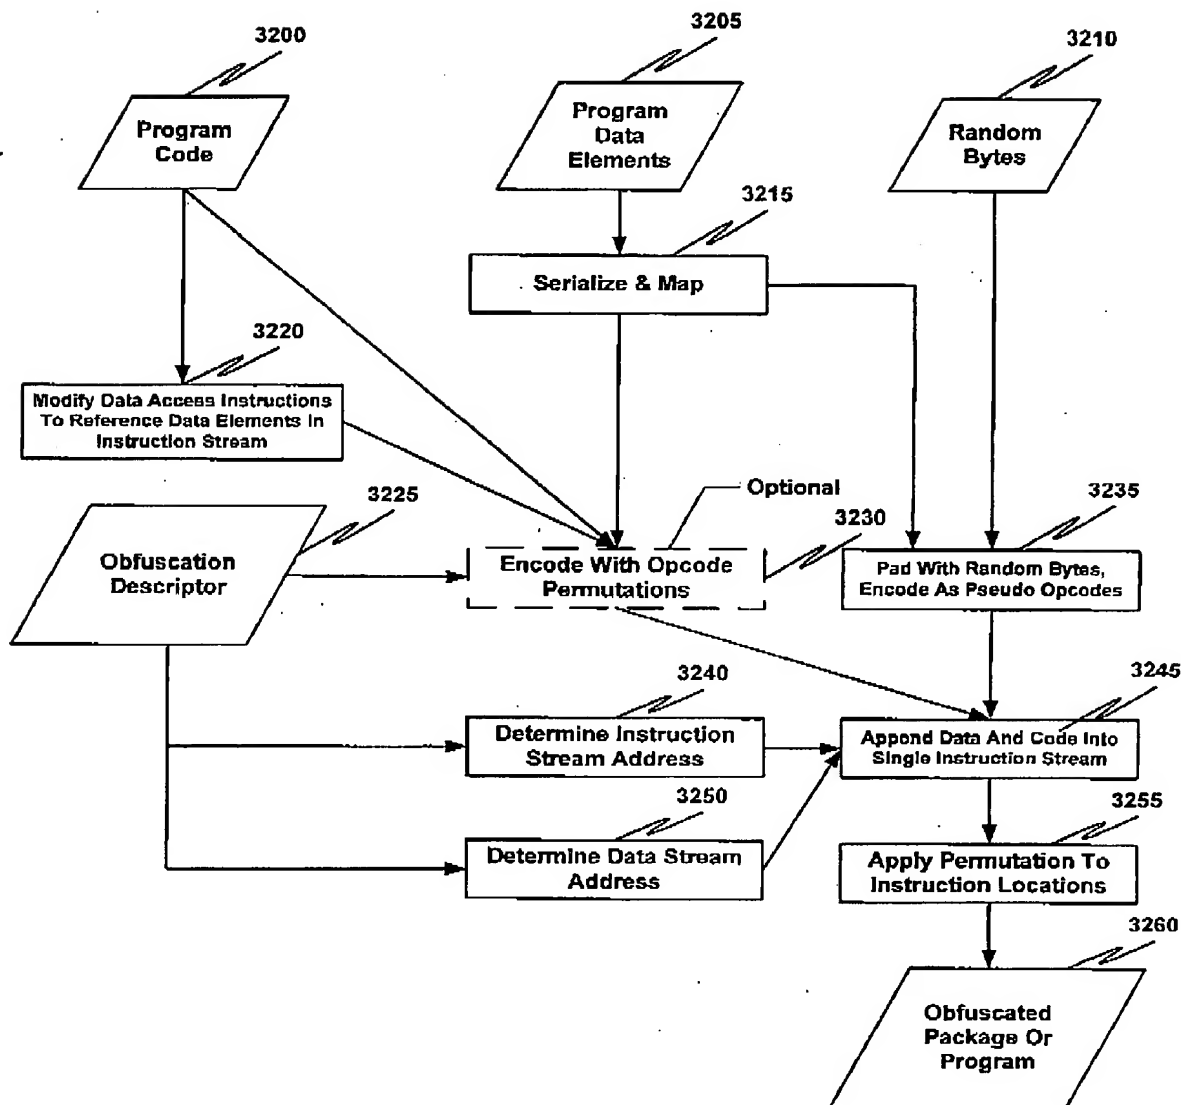 3200
3205
3210
Program
Code
Program
Data
Elements
Random
Bytes
3215
Serialize & Map
3220
Modify Data Access Instructions
To Reference Data Elements In
Instruction Stream
3225
Obfuscation
Descriptor
Optional
3230
Encode With Opcode
Permutations
3235
Pad With Random Bytes,
Encode As Pseudo Opcodes
3240
Determine Instruction
Stream Address
3245
Append Data And Code Into
Single Instruction Stream
3250
Determine Data Stream
Address
3255
Apply Permutation To
Instruction Locations
3260
Obfuscated
Package Or
Program